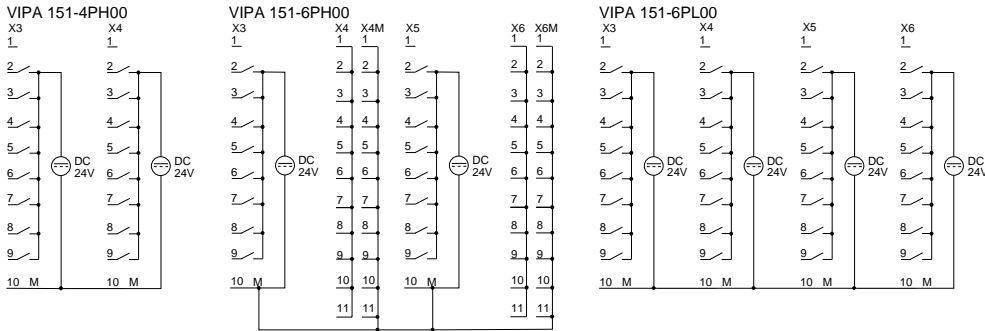 VIPA 151-4PH00
X3 X4
1 1
2 2
3 3
4 4
5 5
DC 24V DC 24V
6 6
7 7
8 8
9 9
10 M 10 M
VIPA 151-6PH00
X3 X4 X4M X5 X6 X6M
1 1 1 1 1 1
2 2 2 2 2 2
3 3 3 3 3 3
4 4 4 4 4 4
5 5 5 5 5 5
DC 24V DC 24V
6 6 6 6 6 6
7 7 7 7 7 7
8 8 8 8 8 8
9 9 9 9 9 9
10 M 10 10 10 M 10 10
11 11 11 11
VIPA 151-6PL00
X3 X4 X5 X6
1 1 1 1
2 2 2 2
3 3 3 3
4 4 4 4
5 5 5 5
DC 24V DC 24V DC 24V DC 24V
6 6 6 6
7 7 7 7
8 8 8 8
9 9 9 9
10 M 10 M 10 M 10 M